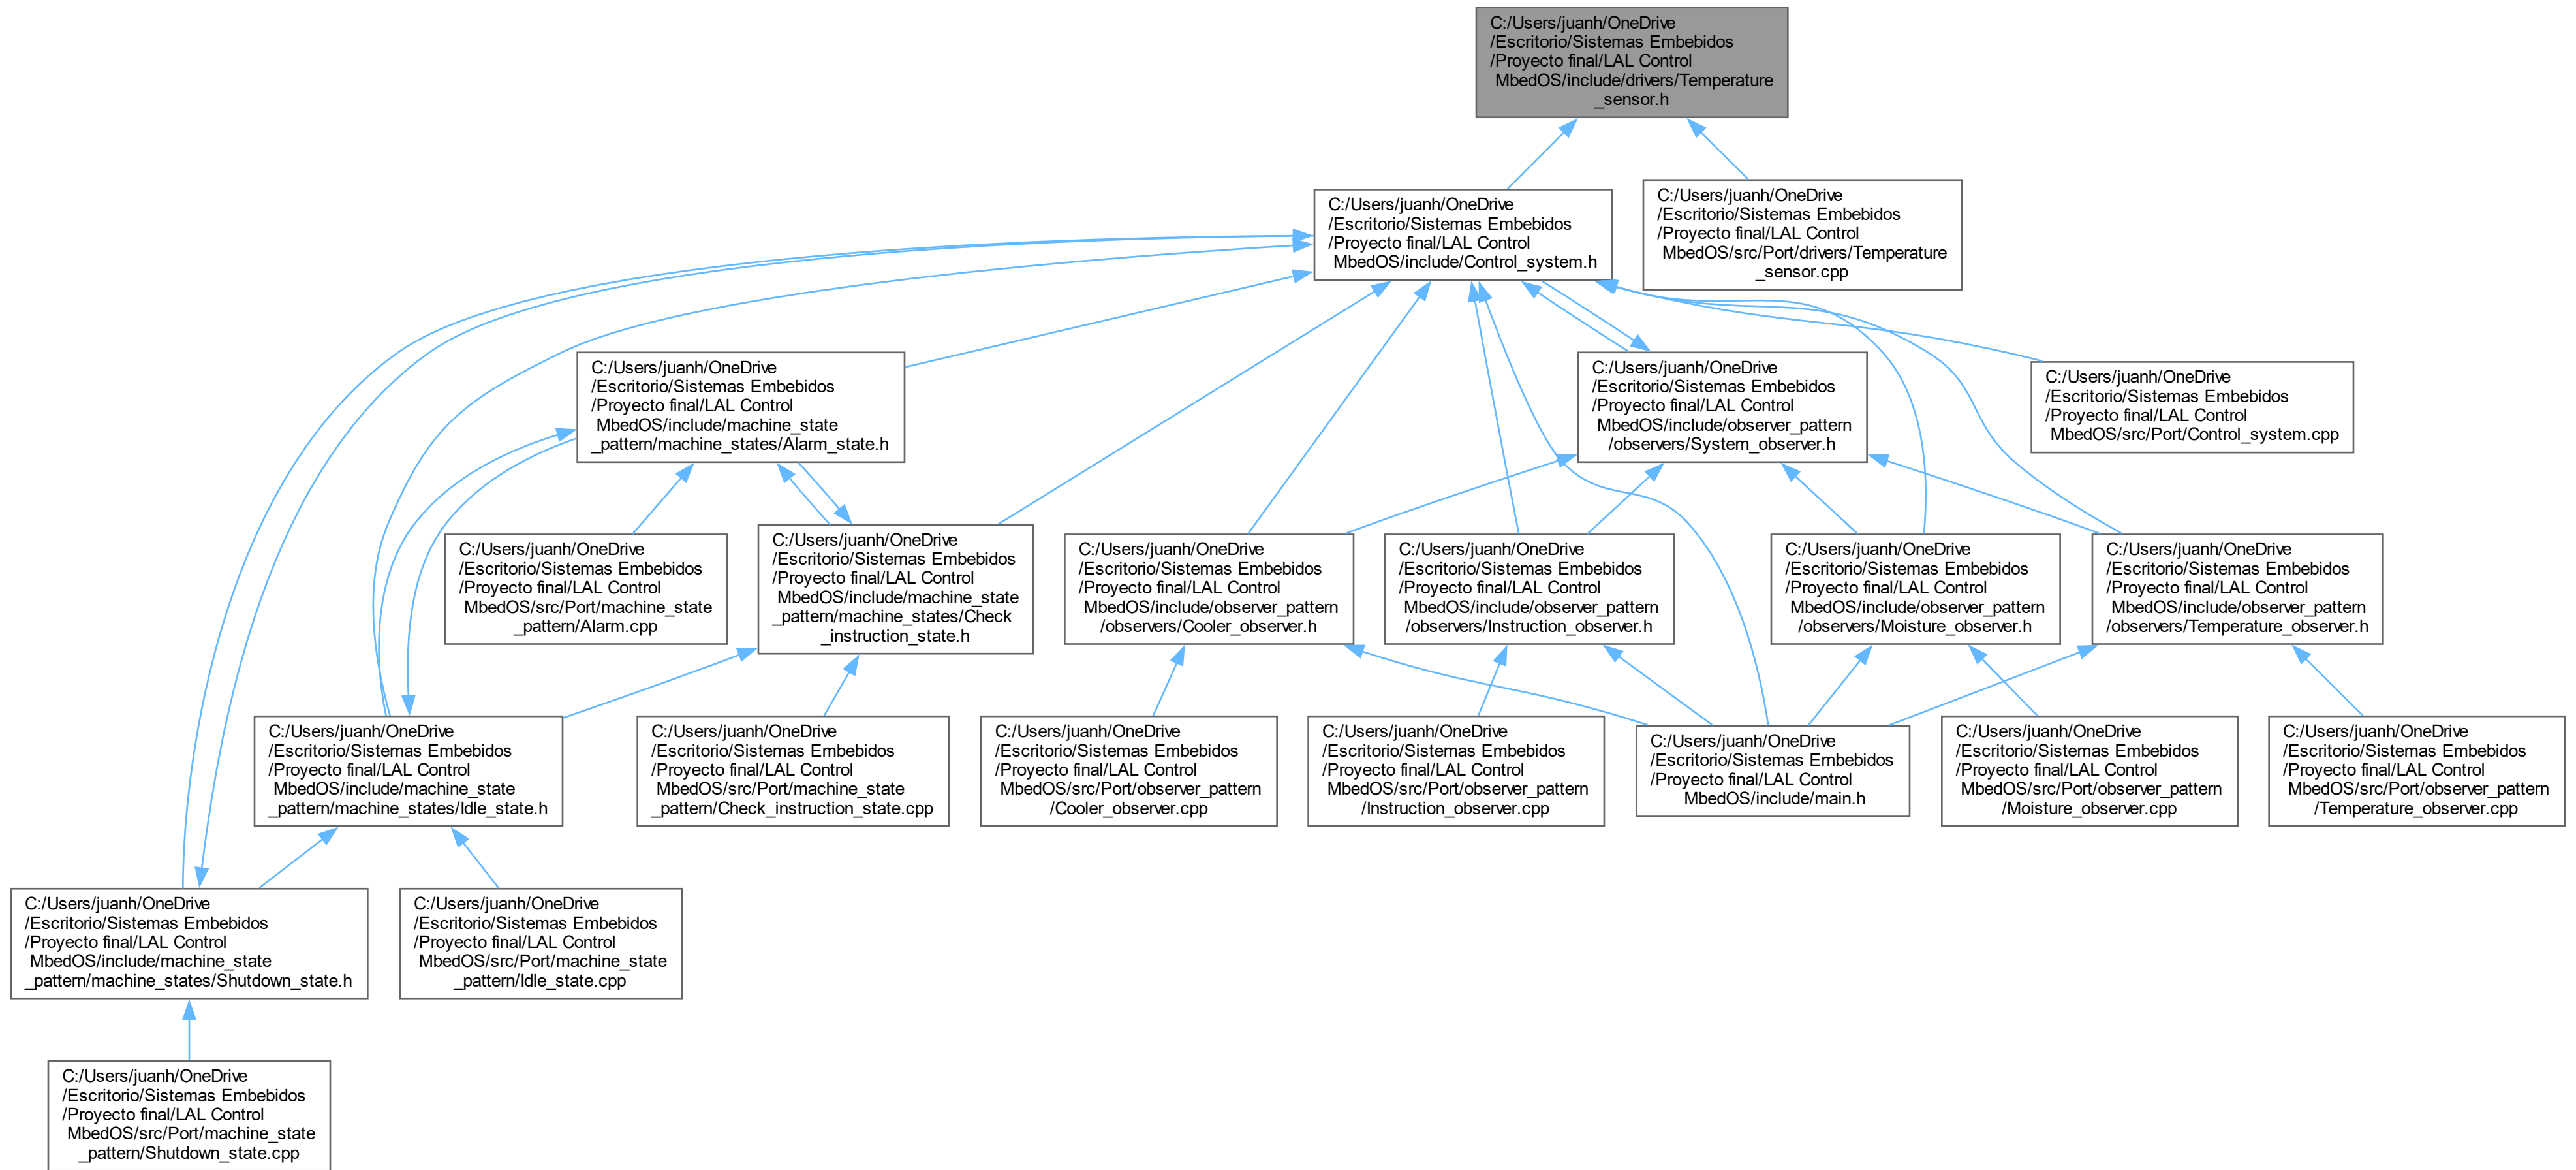 C:/Users/juanh/OneDrive
/Escritorio/Sistemas Embebidos
/Proyecto final/LAL Control
MbedOS/include/drivers/Temperature
_sensor.h
C:/Users/juanh/OneDrive
/Escritorio/Sistemas Embebidos
/Proyecto final/LAL Control
MbedOS/include/Control_system.h
C:/Users/juanh/OneDrive
/Escritorio/Sistemas Embebidos
/Proyecto final/LAL Control
MbedOS/src/Port/drivers/Temperature
_sensor.cpp
C:/Users/juanh/OneDrive
/Escritorio/Sistemas Embebidos
/Proyecto final/LAL Control
MbedOS/include/machine_state
_pattern/machine_states/Alarm_state.h
C:/Users/juanh/OneDrive
/Escritorio/Sistemas Embebidos
/Proyecto final/LAL Control
MbedOS/include/observer_pattern
/observers/System_observer.h
C:/Users/juanh/OneDrive
/Escritorio/Sistemas Embebidos
/Proyecto final/LAL Control
MbedOS/src/Port/Control_system.cpp
C:/Users/juanh/OneDrive
/Escritorio/Sistemas Embebidos
/Proyecto final/LAL Control
MbedOS/src/Port/machine_state
_pattern/Alarm.cpp
C:/Users/juanh/OneDrive
/Escritorio/Sistemas Embebidos
/Proyecto final/LAL Control
MbedOS/include/machine_state
_pattern/machine_states/Check
_instruction_state.h
C:/Users/juanh/OneDrive
/Escritorio/Sistemas Embebidos
/Proyecto final/LAL Control
MbedOS/include/observer_pattern
/observers/Cooler_observer.h
C:/Users/juanh/OneDrive
/Escritorio/Sistemas Embebidos
/Proyecto final/LAL Control
MbedOS/include/observer_pattern
/observers/Instruction_observer.h
C:/Users/juanh/OneDrive
/Escritorio/Sistemas Embebidos
/Proyecto final/LAL Control
MbedOS/include/observer_pattern
/observers/Moisture_observer.h
C:/Users/juanh/OneDrive
/Escritorio/Sistemas Embebidos
/Proyecto final/LAL Control
MbedOS/include/observer_pattern
/observers/Temperature_observer.h
C:/Users/juanh/OneDrive
/Escritorio/Sistemas Embebidos
/Proyecto final/LAL Control
MbedOS/include/machine_state
_pattern/machine_states/Idle_state.h
C:/Users/juanh/OneDrive
/Escritorio/Sistemas Embebidos
/Proyecto final/LAL Control
MbedOS/src/Port/machine_state
_pattern/Check_instruction_state.cpp
C:/Users/juanh/OneDrive
/Escritorio/Sistemas Embebidos
/Proyecto final/LAL Control
MbedOS/src/Port/observer_pattern
/Cooler_observer.cpp
C:/Users/juanh/OneDrive
/Escritorio/Sistemas Embebidos
/Proyecto final/LAL Control
MbedOS/src/Port/observer_pattern
/Instruction_observer.cpp
C:/Users/juanh/OneDrive
/Escritorio/Sistemas Embebidos
/Proyecto final/LAL Control
MbedOS/include/main.h
C:/Users/juanh/OneDrive
/Escritorio/Sistemas Embebidos
/Proyecto final/LAL Control
MbedOS/src/Port/observer_pattern
/Moisture_observer.cpp
C:/Users/juanh/OneDrive
/Escritorio/Sistemas Embebidos
/Proyecto final/LAL Control
MbedOS/src/Port/observer_pattern
/Temperature_observer.cpp
C:/Users/juanh/OneDrive
/Escritorio/Sistemas Embebidos
/Proyecto final/LAL Control
MbedOS/include/machine_state
_pattern/machine_states/Shutdown_state.h
C:/Users/juanh/OneDrive
/Escritorio/Sistemas Embebidos
/Proyecto final/LAL Control
MbedOS/src/Port/machine_state
_pattern/Idle_state.cpp
C:/Users/juanh/OneDrive
/Escritorio/Sistemas Embebidos
/Proyecto final/LAL Control
MbedOS/src/Port/machine_state
_pattern/Shutdown_state.cpp